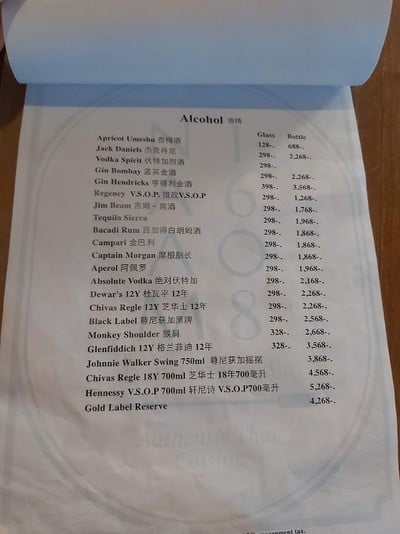 Alcohol 酒精
Glass Bottle
Apricot Umeshu 杏梅酒 128-. 688-.
Jack Daniels 杰克丹尼 298-. 2,268-.
Vodka Spirit 伏特加烈酒 298-.
Gin Bombay 孟买金酒 298-. 2,268-.
Gin Hendricks 亨得利金酒 398-. 3,568-.
Regency V.S.O.P, V.S.O.P 298-. 1,268-.
Jim Beam 吉姆－宾酒 298-. 1,768-.
Tequila Sierra 298-. 1,968-.
Bacadi Rum 百加得白朗姆酒 298-. 1,868-.
Campari 金巴利 298-. 1,868-.
Captain Morgan 摩根船长 298-. 1,868-.
Aperol 阿佩罗 298-. 1,968-.
Absolute Vodka 绝对伏特加 298-. 2,168-.
Dewar's 12Y 杜瓦平 12年 298-. 2,268-.
Chivas Regle 12Y 芝华士 12年 298-. 2,268-.
Black Label 尊尼获加黑牌 298-. 2,568-.
Monkey Shoulder 猴肩 328-. 2,668-.
Glenfiddich 12Y 格兰菲迪 12年 328-. 3,568-.
Johnnie Walker Swing 750ml 尊尼获加摇摆 3,868-.
Chivas Regle 18Y 700ml 芝华士 18年700毫升 4,568-.
Hennessy V.S.O.P 700ml 轩尼诗 V.S.O.P700毫升 5,268-.
Gold Label Reserve 4,268-.
Authentic Thai
Cuisine
government tax.